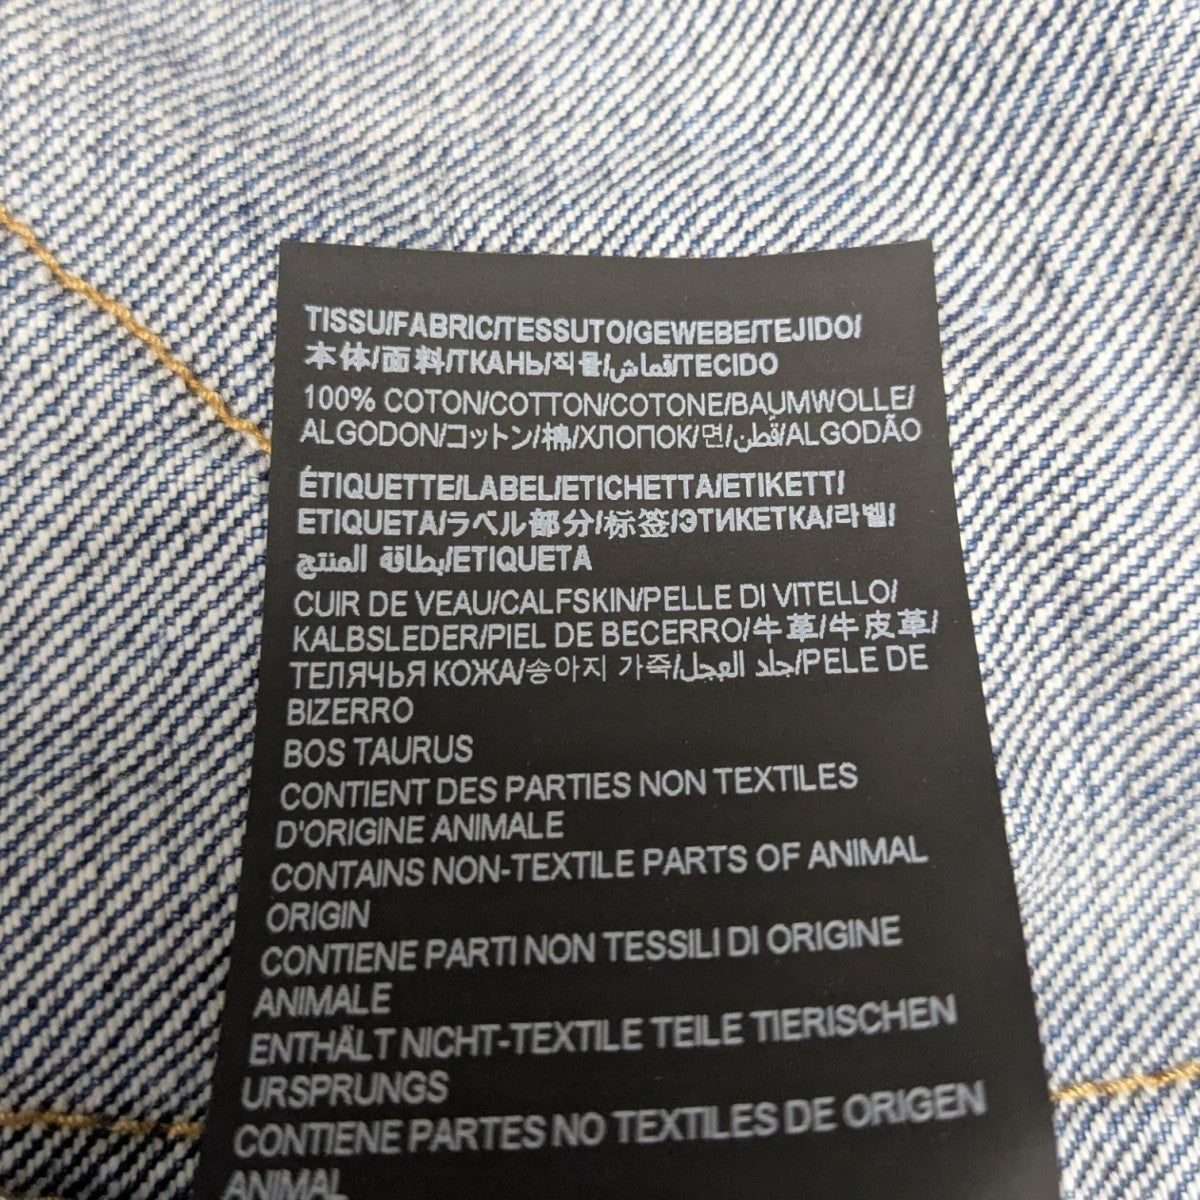 TISSU/FABRIC/TESSUTO/GEWEBE/TEJIDO/
本体/面料/ТКАНЬ/직물/قماش/TECIDO
100% COTON/COTTON/COTONE/BAUMWOLLE/
ALGODON/コットン/棉/ХЛОПОК/면/قطن/ALGODÃO
ÉTIQUETTE/LABEL/ETICHETTA/ETIKETT/
ETIQUETA/ラベル部分/标签/ЭТИКЕТКА/라벨/
بطاقة المنتج/ETIQUETA
CUIR DE VEAU/CALFSKIN/PELLE DI VITELLO/
KALBSLEDER/PIEL DE BECERRO/牛革/牛皮革/
ТЕЛЯЧЬЯ КОЖА/송아지 가죽/جلد العجل/PELE DE
BIZERRO
BOS TAURUS
CONTIENT DES PARTIES NON TEXTILES
D'ORIGINE ANIMALE
CONTAINS NON-TEXTILE PARTS OF ANIMAL
ORIGIN
CONTIENE PARTI NON TESSILI DI ORIGINE
ANIMALE
ENTHÄLT NICHT-TEXTILE TEILE TIERISCHEN
URSPRUNGS
CONTIENE PARTES NO TEXTILES DE ORIGEN
ANIMAL